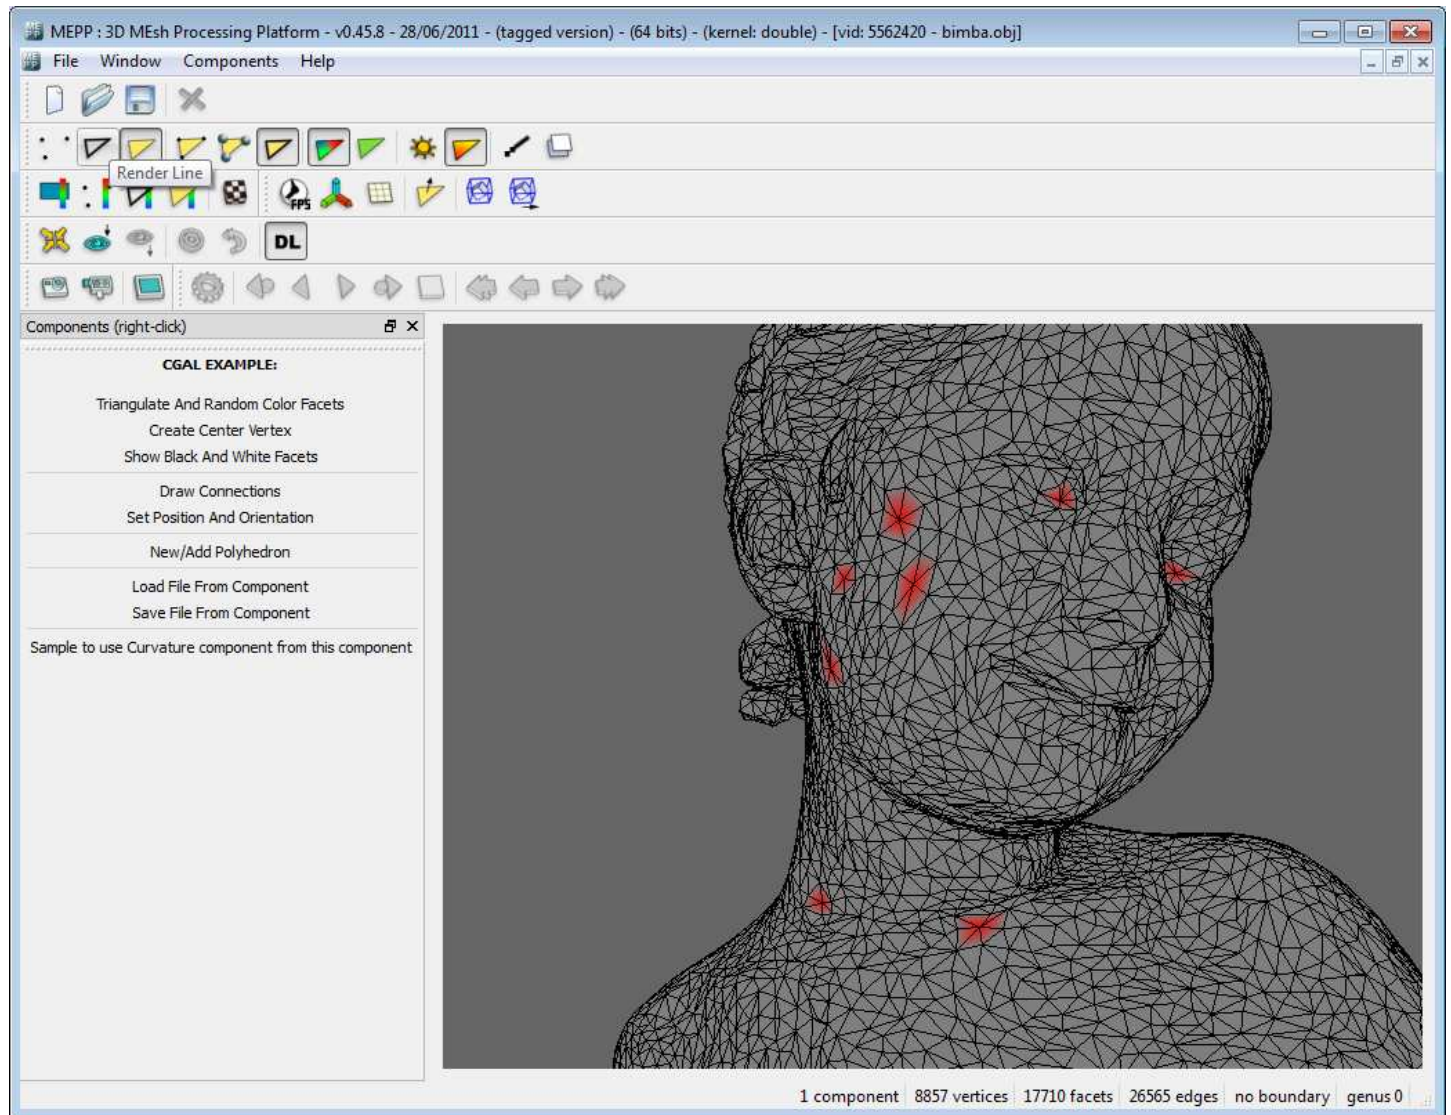 MEPP : 3D MEsh Processing Platform - v0.45.8 - 28/06/2011 - (tagged version) - (64 bits) - (kernel: double) - [vid: 5562420 - bimba.obj]
File Window Components Help
Render Line
FPS
DL
Components (right-click)
CGAL EXAMPLE:
Triangulate And Random Color Facets
Create Center Vertex
Show Black And White Facets
Draw Connections
Set Position And Orientation
New/Add Polyhedron
Load File From Component
Save File From Component
Sample to use Curvature component from this component
1 component 8857 vertices 17710 facets 26565 edges no boundary genus 0